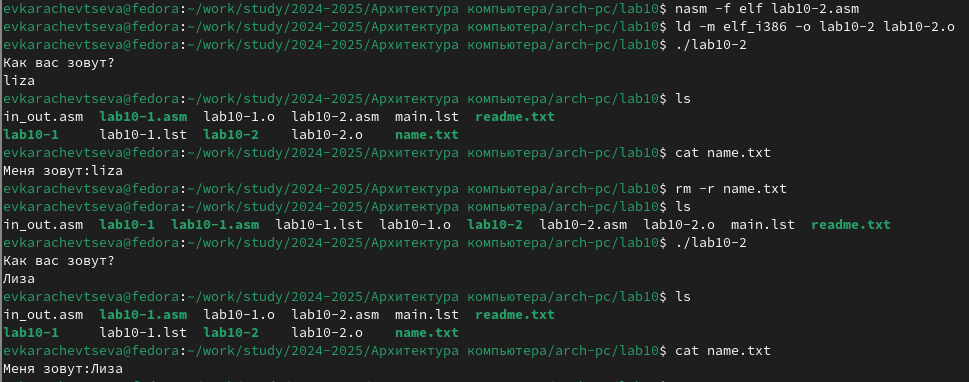 evkarachevtseva@fedora:~/work/study/2024-2025/Архитектура компьютера/arch-pc/lab10$ nasm -f elf lab10-2.asm
evkarachevtseva@fedora:~/work/study/2024-2025/Архитектура компьютера/arch-pc/lab10$ ld -m elf_i386 -o lab10-2 lab10-2.o
evkarachevtseva@fedora:~/work/study/2024-2025/Архитектура компьютера/arch-pc/lab10$ ./lab10-2
Как вас зовут?
liza
evkarachevtseva@fedora:~/work/study/2024-2025/Архитектура компьютера/arch-pc/lab10$ ls
in_out.asm  lab10-1.asm  lab10-1.o  lab10-2.asm  main.lst  readme.txt
lab10-1     lab10-1.lst  lab10-2    lab10-2.o    name.txt
evkarachevtseva@fedora:~/work/study/2024-2025/Архитектура компьютера/arch-pc/lab10$ cat name.txt
Меня зовут:liza
evkarachevtseva@fedora:~/work/study/2024-2025/Архитектура компьютера/arch-pc/lab10$ rm -r name.txt
evkarachevtseva@fedora:~/work/study/2024-2025/Архитектура компьютера/arch-pc/lab10$ ls
in_out.asm  lab10-1  lab10-1.asm  lab10-1.lst  lab10-1.o  lab10-2  lab10-2.asm  lab10-2.o  main.lst  readme.txt
evkarachevtseva@fedora:~/work/study/2024-2025/Архитектура компьютера/arch-pc/lab10$ ./lab10-2
Как вас зовут?
Лиза
evkarachevtseva@fedora:~/work/study/2024-2025/Архитектура компьютера/arch-pc/lab10$ ls
in_out.asm  lab10-1.asm  lab10-1.o  lab10-2.asm  main.lst  readme.txt
lab10-1     lab10-1.lst  lab10-2    lab10-2.o    name.txt
evkarachevtseva@fedora:~/work/study/2024-2025/Архитектура компьютера/arch-pc/lab10$ cat name.txt
Меня зовут:Лиза